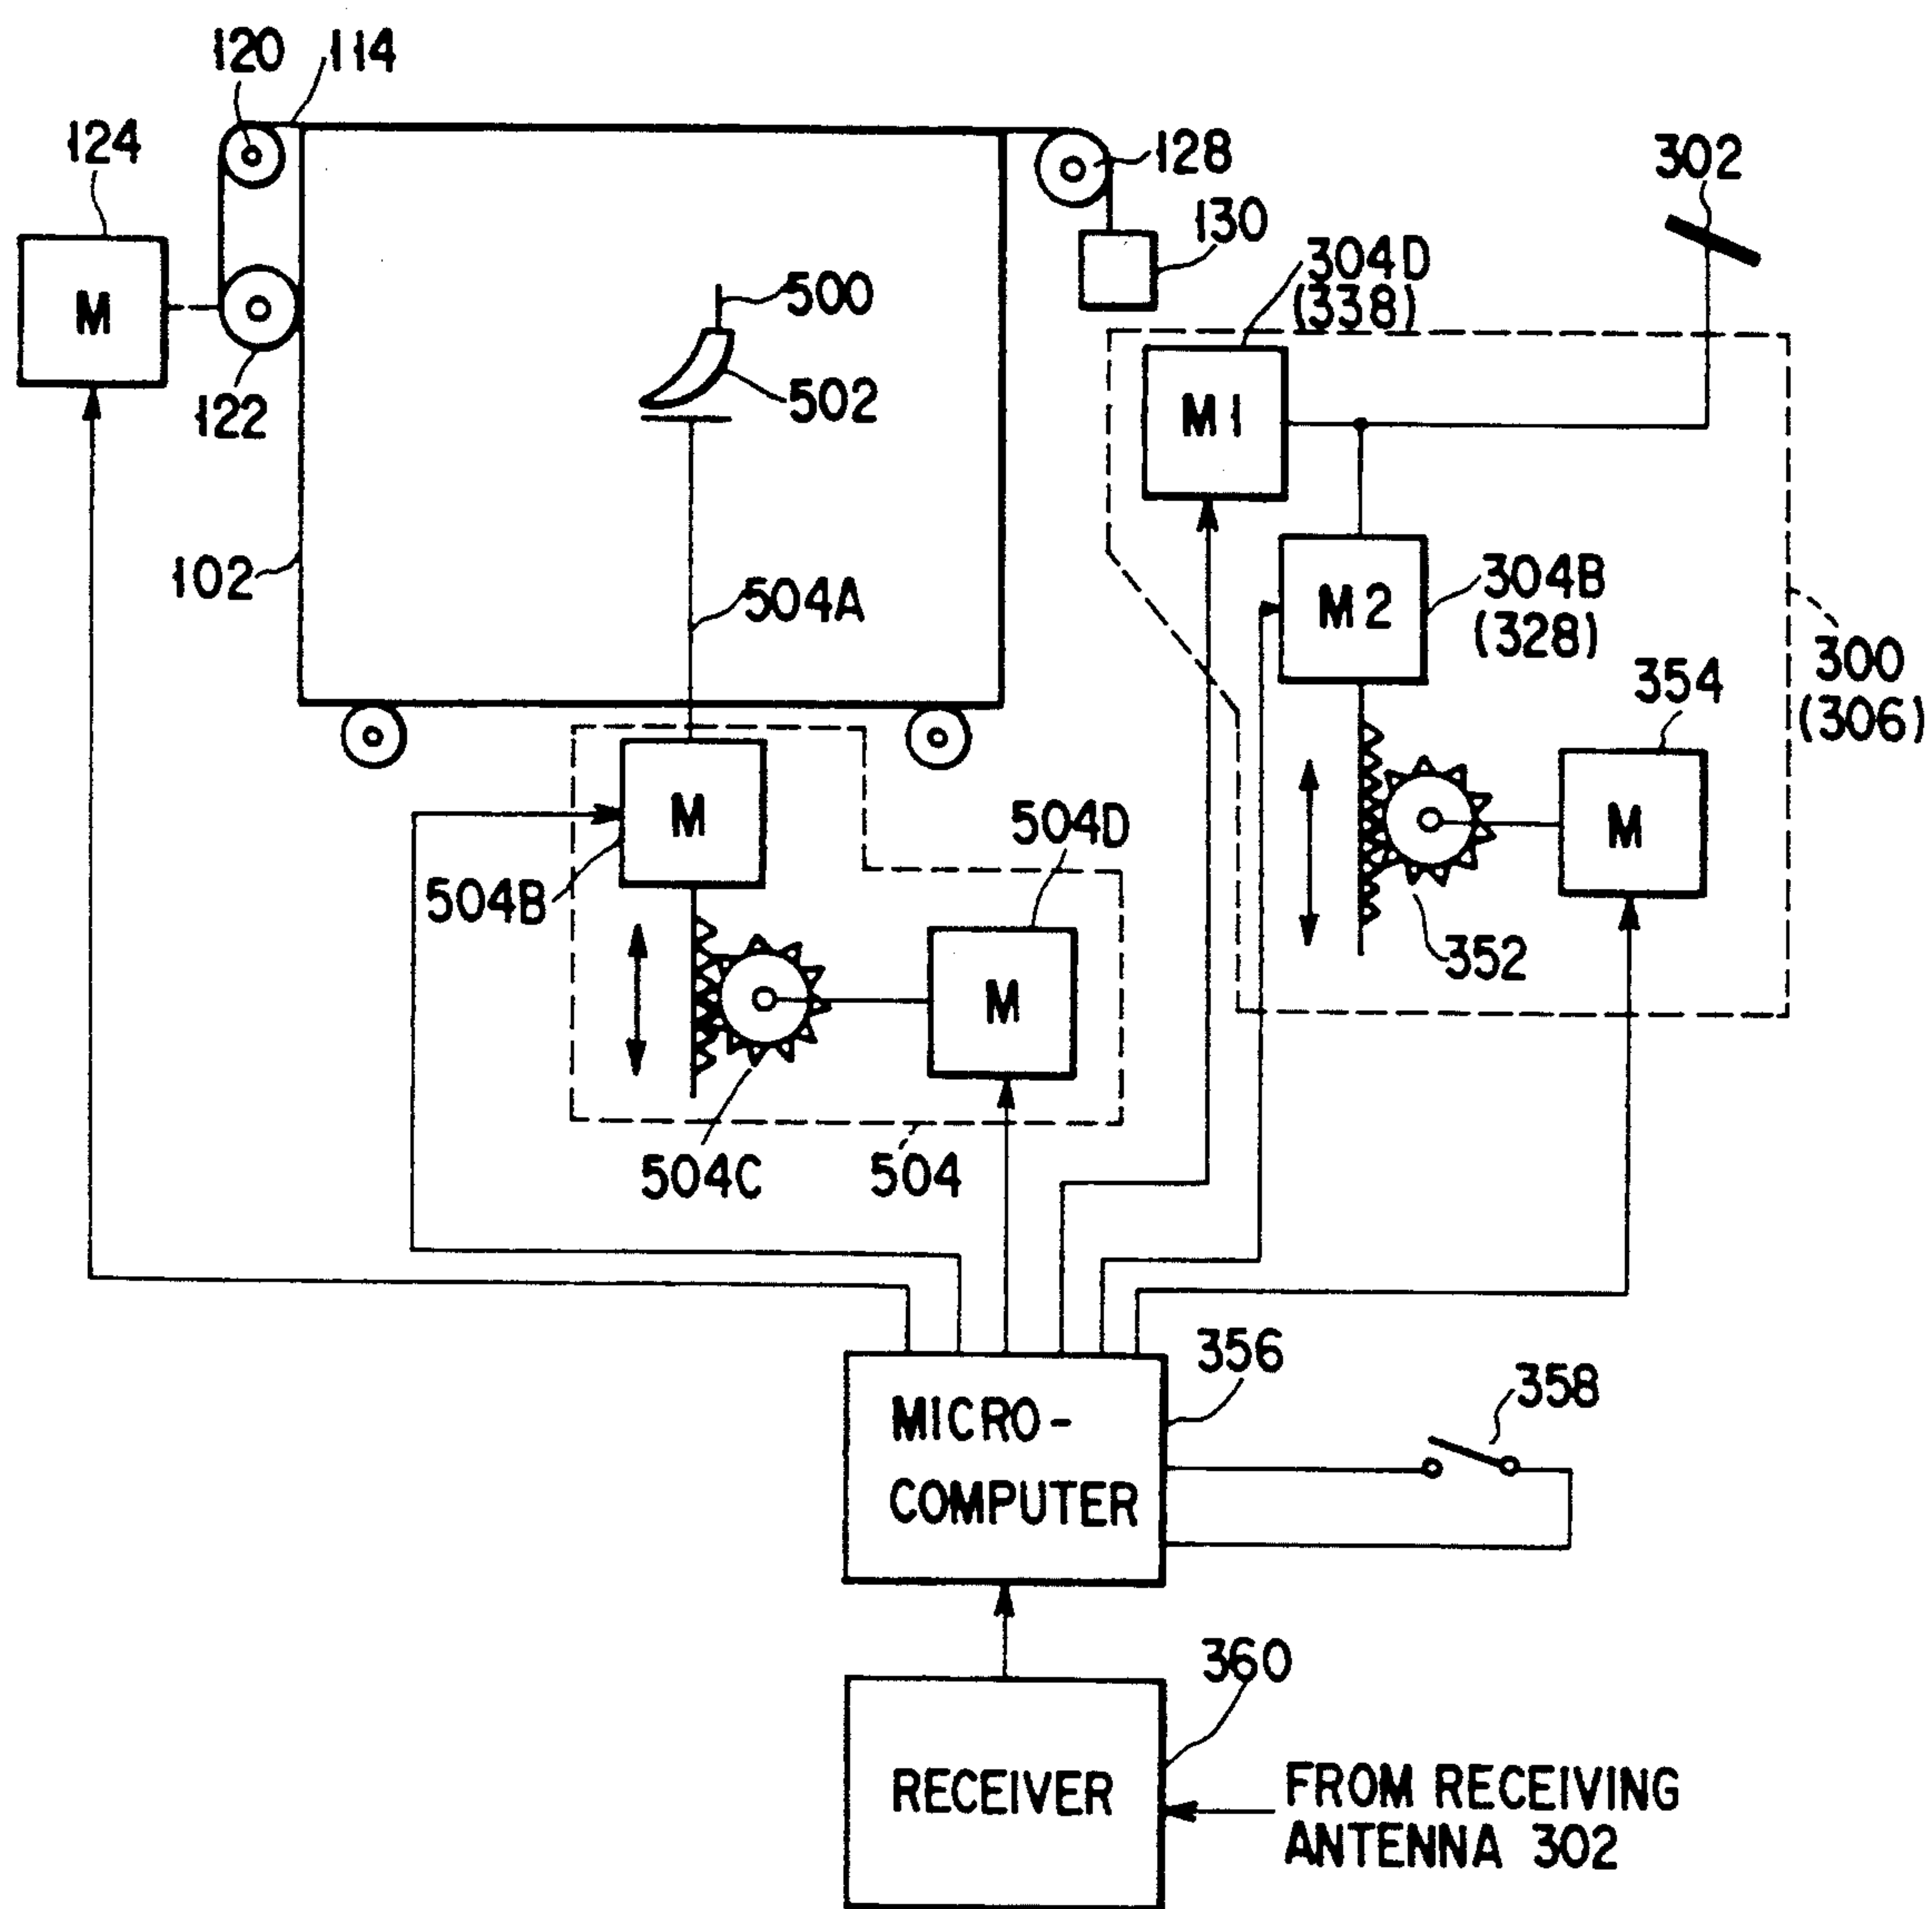 120
114
124
M
122
128
130
302
304D
(338)
M1
500
502
102
504A
M2
304B
(328)
300
(306)
354
M
352
M
504B
504D
M
504C
504
356
MICRO-
COMPUTER
358
360
RECEIVER
FROM RECEIVING
ANTENNA 302